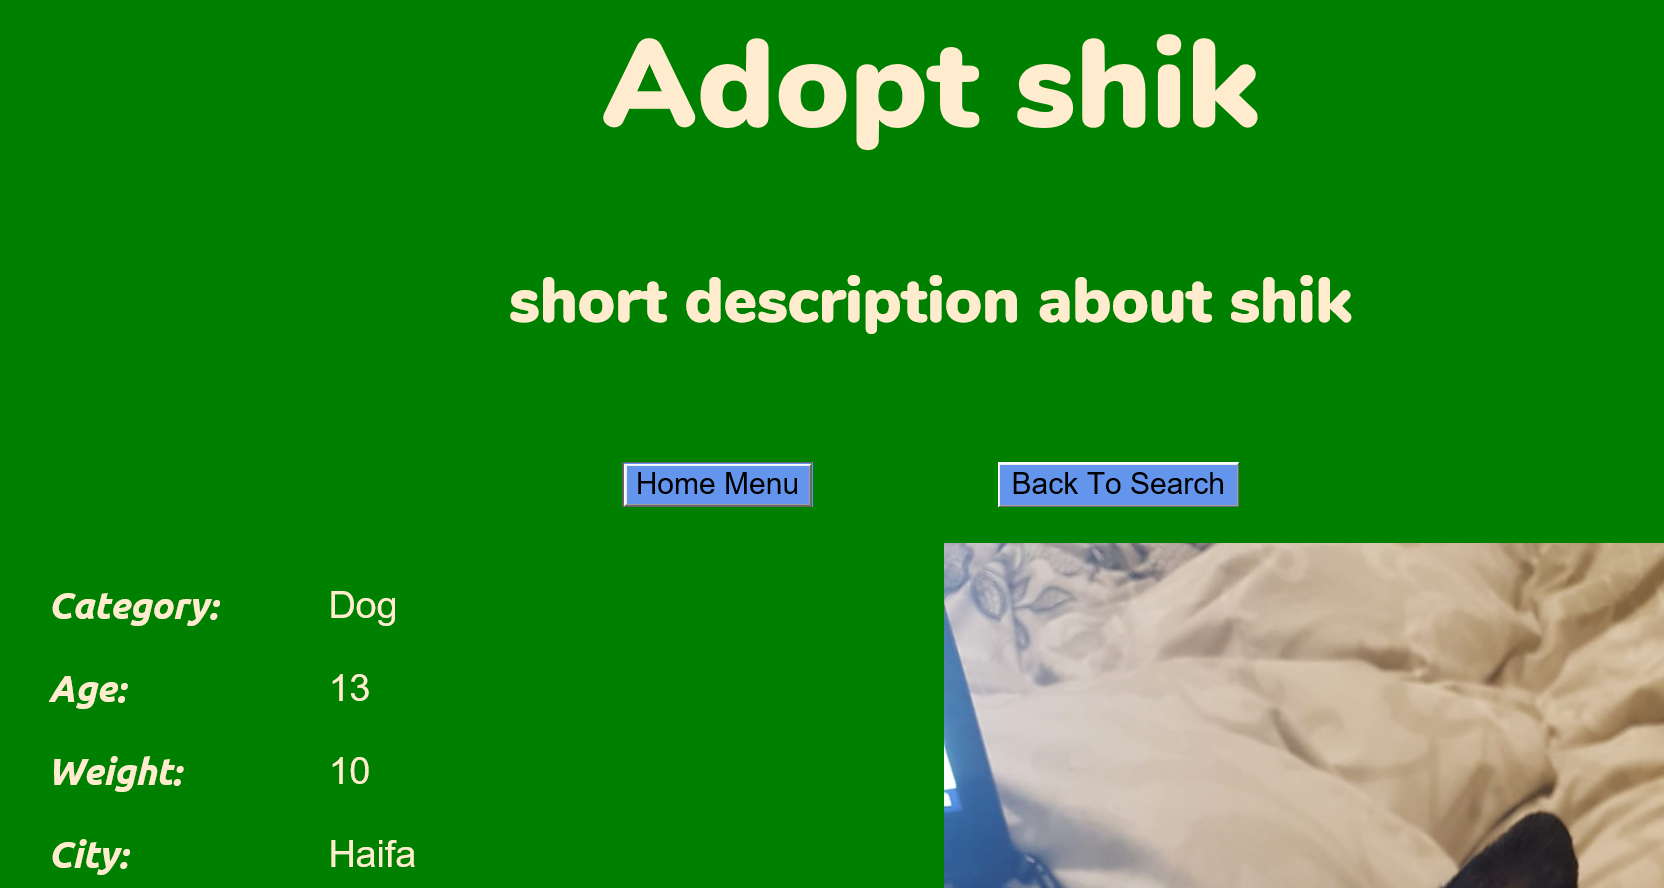 Adopt shik
short description about shik
Home Menu
Back To Search
Category: Dog
Age: 13
Weight: 10
City: Haifa